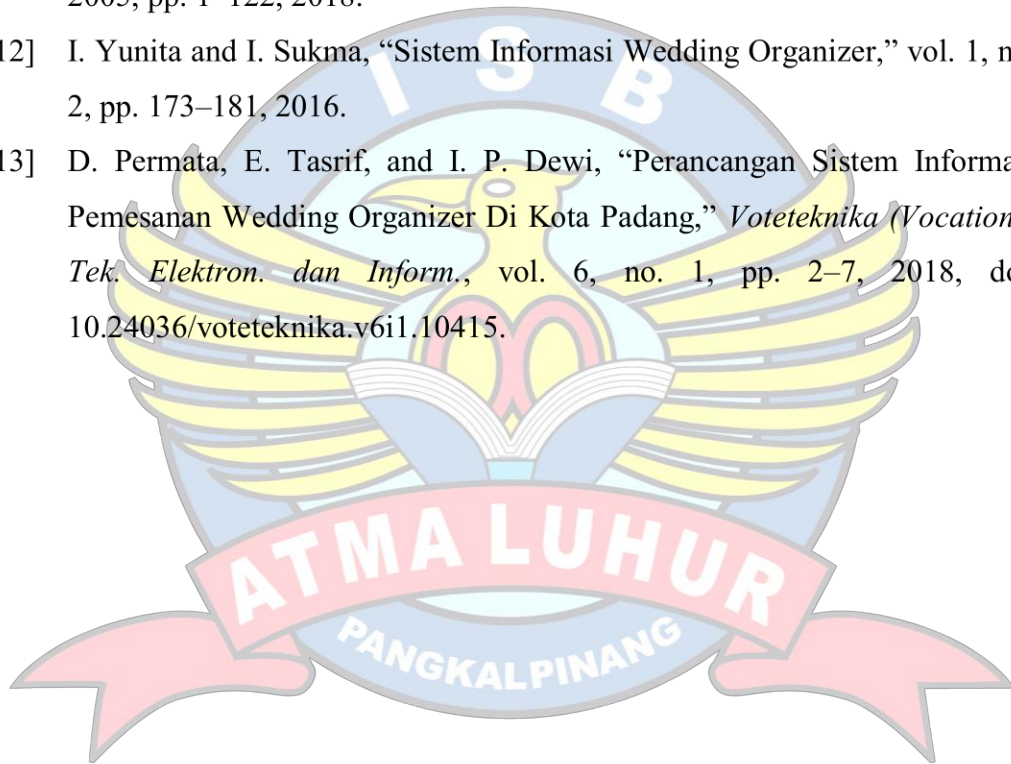 2005, pp. 1–122, 2018.
12] I. Yunita and I. Sukma, “Sistem Informasi Wedding Organizer,” vol. 1, n
2, pp. 173–181, 2016.
13] D. Permata, E. Tasrif, and I. P. Dewi, “Perancangan Sistem Informa
Pemesanan Wedding Organizer Di Kota Padang,” Voteteknika (Vocation
Tek. Elektron. dan Inform., vol. 6, no. 1, pp. 2–7, 2018, do
10.24036/voteteknika.v6i1.10415.
I S B
ATMA LUHUR
PANGKALPINANG